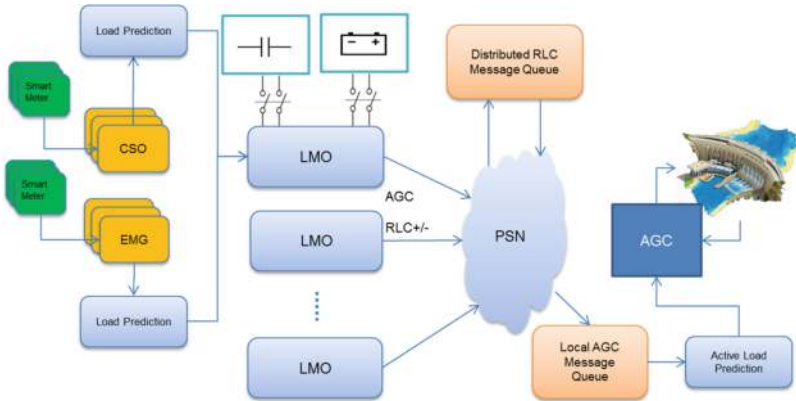 Load Prediction
Smart
Meter
CSO
Smart
Meter
EMG
Load Prediction
− +
LMO
AGC
LMO
RLC+/-
LMO
Distributed RLC
Message Queue
PSN
Local AGC
Message
Queue
AGC
Active Load
Prediction